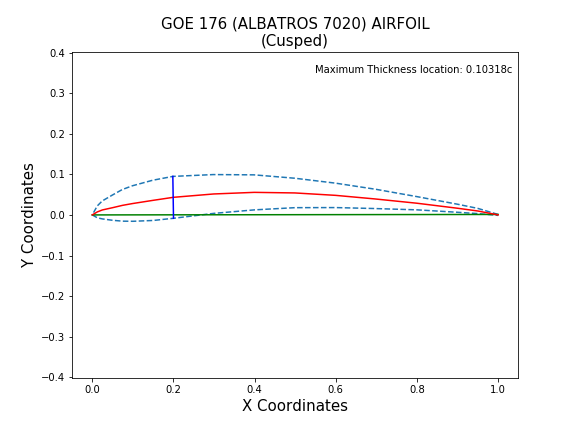 GOE 176 (ALBATROS 7020) AIRFOIL
(Cusped)
Maximum Thickness location: 0.10318c
Y Coordinates
0.4
0.3
0.2
0.1
0.0
−0.1
−0.2
−0.3
−0.4
0.0 0.2 0.4 0.6 0.8 1.0
X Coordinates